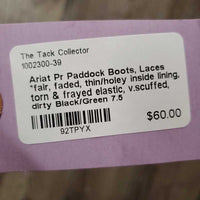 The Tack Collector
1002300-39
Ariat Pr Paddock Boots, Laces
*fair, faded, thin/holey inside lining,
torn & frayed elastic, v.scuffed,
dirty Black/Green 7.5
92TPYX
$60.00